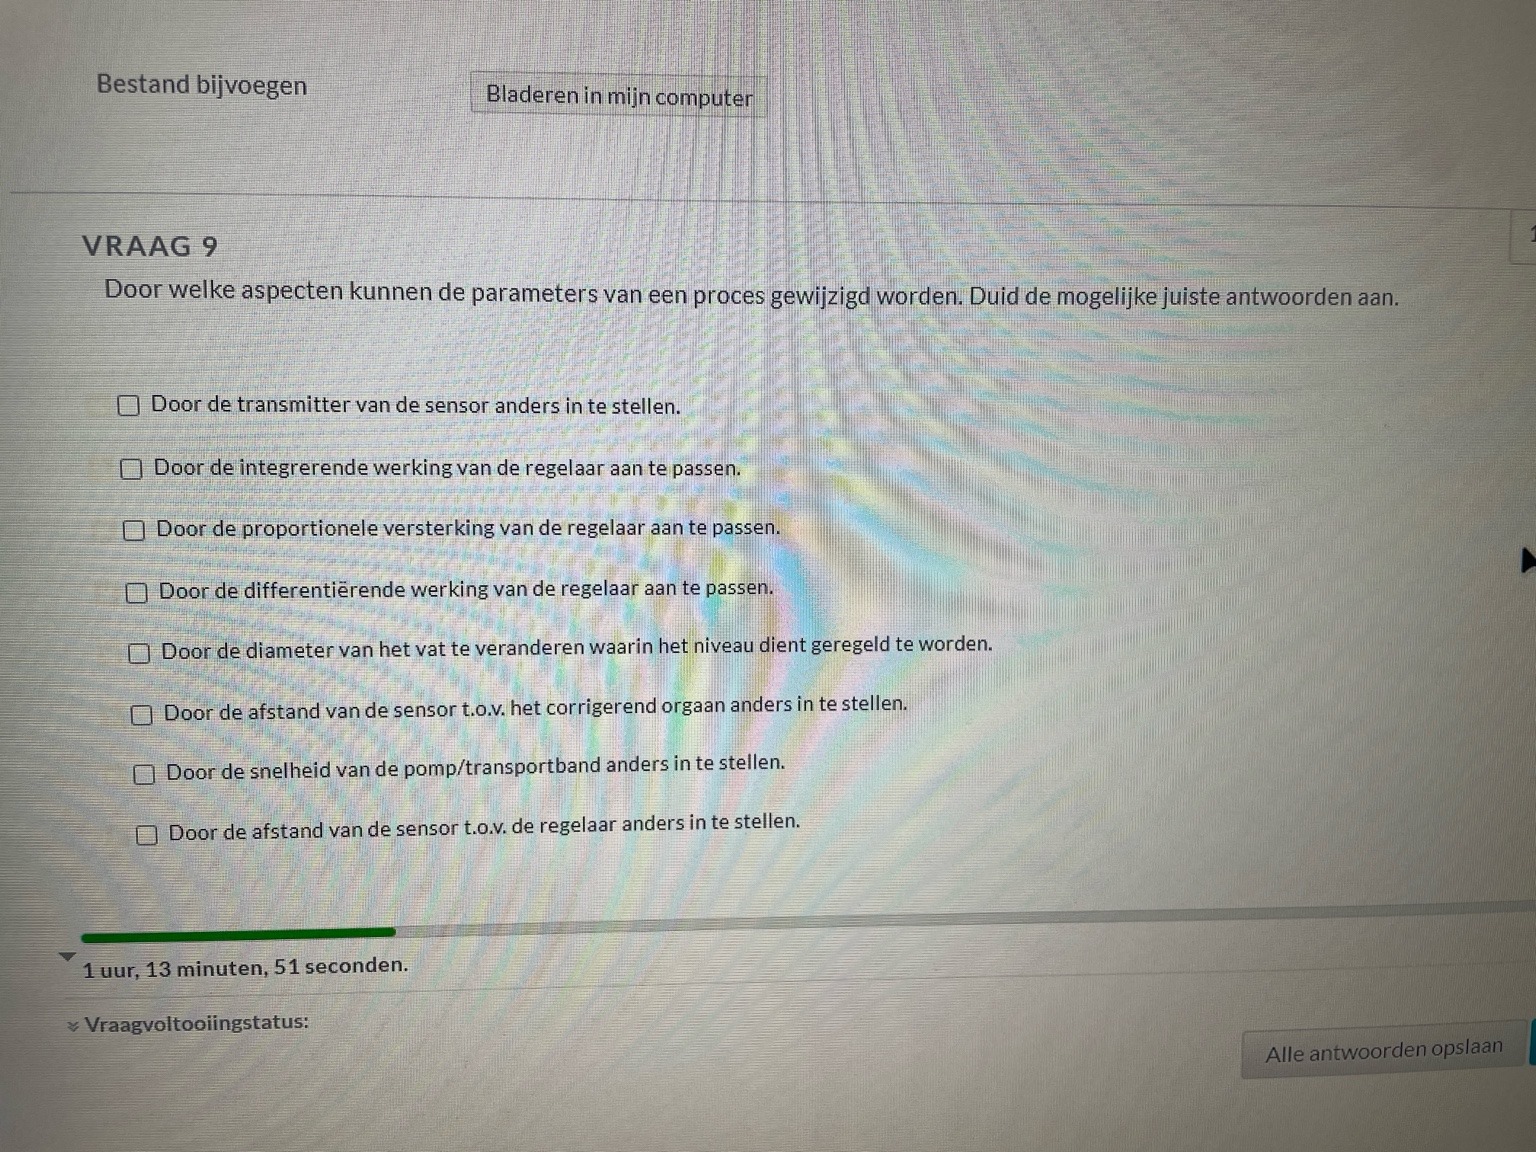 Bestand bijvoegen
Bladeren in mijn computer
VRAAG 9
Door welke aspecten kunnen de parameters van een proces gewijzigd worden. Duid de mogelijke juiste antwoorden aan.
Door de transmitter van de sensor anders in te stellen.
Door de integrerende werking van de regelaar aan te passen.
Door de proportionele versterking van de regelaar aan te passen.
Door de differentiërende werking van de regelaar aan te passen.
Door de diameter van het vat te veranderen waarin het niveau dient geregeld te worden.
Door de afstand van de sensor t.o.v. het corrigerend orgaan anders in te stellen.
Door de snelheid van de pomp/transportband anders in te stellen.
Door de afstand van de sensor t.o.v. de regelaar anders in te stellen.
1 uur, 13 minuten, 51 seconden.
Vraagvoltooiingstatus:
Alle antwoorden opslaan